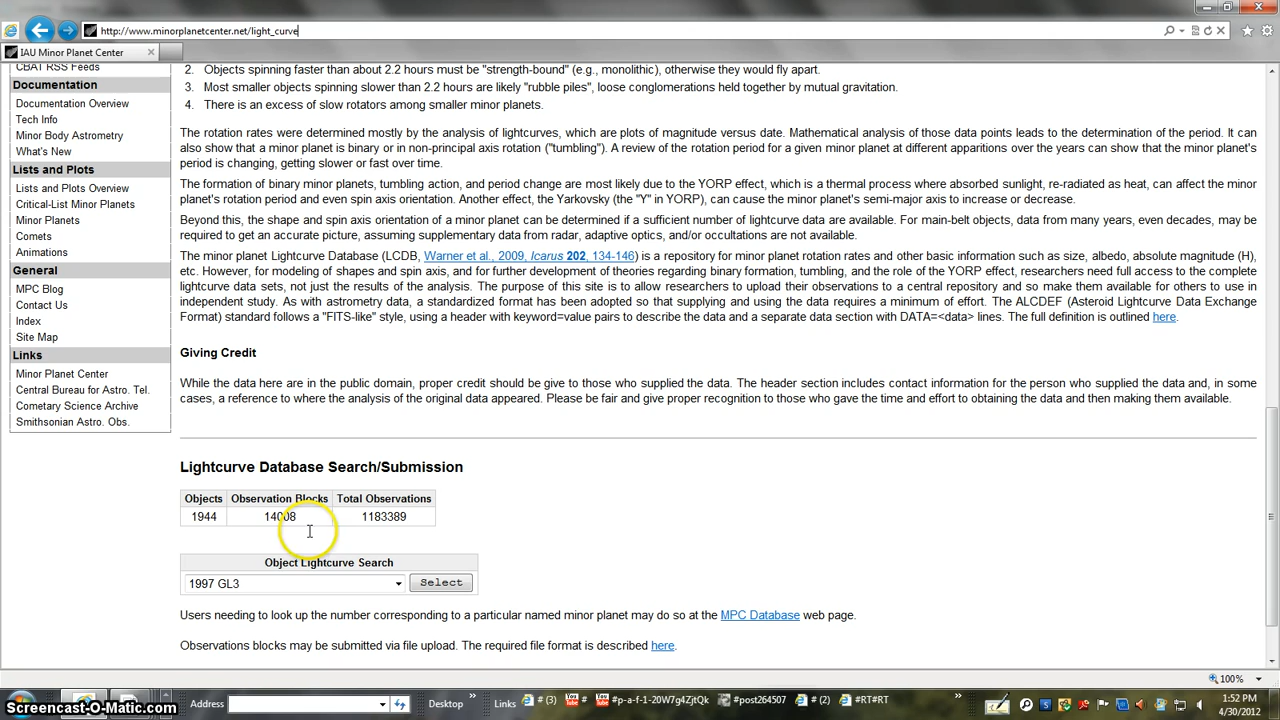 http://www.minorplanetcenter.net/light_curve
IAU Minor Planet Center
CBAT RSS Feeds
Documentation
Documentation Overview
Tech Info
Minor Body Astrometry
What's New
Lists and Plots
Lists and Plots Overview
Critical-List Minor Planets
Minor Planets
Comets
Animations
General
MPC Blog
Contact Us
Index
Site Map
Links
Minor Planet Center
Central Bureau for Astro. Tel.
Cometary Science Archive
Smithsonian Astro. Obs.
2. Objects spinning faster than about 2.2 hours must be "strength-bound" (e.g., monolithic), otherwise they would fly apart.
3. Most smaller objects spinning slower than 2.2 hours are likely "rubble piles", loose conglomerations held together by mutual gravitation.
4. There is an excess of slow rotators among smaller minor planets.
The rotation rates were determined mostly by the analysis of lightcurves, which are plots of magnitude versus date. Mathematical analysis of those data points leads to the determination of the period. It can
also show that a minor planet is binary or in non-principal axis rotation ("tumbling"). A review of the rotation period for a given minor planet at different apparitions over the years can show that the minor planet's
period is changing, getting slower or fast over time.
The formation of binary minor planets, tumbling action, and period change are most likely due to the YORP effect, which is a thermal process where absorbed sunlight, re-radiated as heat, can affect the minor
planet's rotation period and even spin axis orientation. Another effect, the Yarkovsky (the "Y" in YORP), can cause the minor planet's semi-major axis to increase or decrease.
Beyond this, the shape and spin axis orientation of a minor planet can be determined if a sufficient number of lightcurve data are available. For main-belt objects, data from many years, even decades, may be
required to get an accurate picture, assuming supplementary data from radar, adaptive optics, and/or occultations are not available.
The minor planet Lightcurve Database (LCDB, Warner et al., 2009, Icarus 202, 134-146) is a repository for minor planet rotation rates and other basic information such as size, albedo, absolute magnitude (H),
etc. However, for modeling of shapes and spin axis, and for further development of theories regarding binary formation, tumbling, and the role of the YORP effect, researchers need full access to the complete
lightcurve data sets, not just the results of the analysis. The purpose of this site is to allow researchers to upload their observations to a central repository and so make them available for others to use in
independent study. As with astrometry data, a standardized format has been adopted so that supplying and using the data requires a minimum of effort. The ALCDEF (Asteroid Lightcurve Data Exchange
Format) standard follows a "FITS-like" style, using a header with keyword=value pairs to describe the data and a separate data section with DATA=<data> lines. The full definition is outlined here.
Giving Credit
While the data here are in the public domain, proper credit should be give to those who supplied the data. The header section includes contact information for the person who supplied the data and, in some
cases, a reference to where the analysis of the original data appeared. Please be fair and give proper recognition to those who gave the time and effort to obtaining the data and then making them available.
Lightcurve Database Search/Submission
Objects Observation Blocks Total Observations
1944 14008 1183389
Object Lightcurve Search
1997 GL3 Select
Users needing to look up the number corresponding to a particular named minor planet may do so at the MPC Database web page.
Observations blocks may be submitted via file upload. The required file format is described here.
100%
Address Desktop Links # (3) # #-p-a-f-1-20W7g4ZjtQk #post264507 # (2) #RT#RT
1:52 PM
4/30/2012
Screencast-O-Matic.com